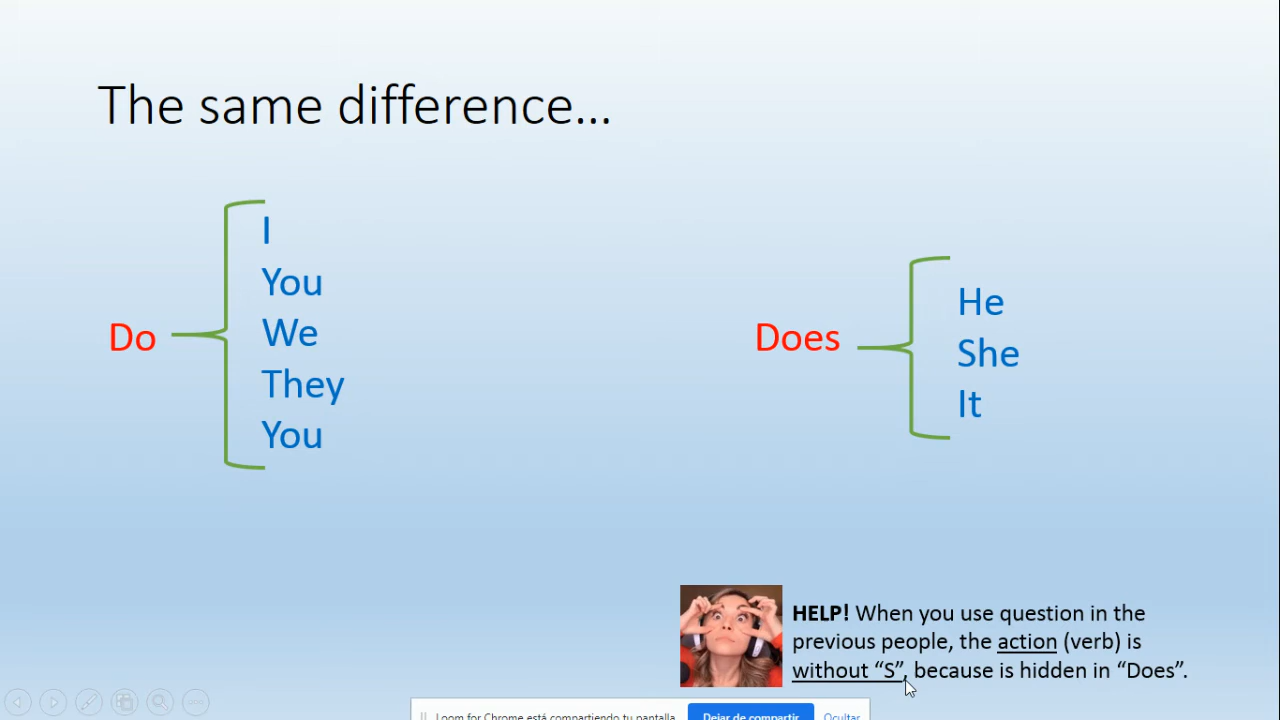 The same difference...
Do
I
You
We
They
You
Does
He
She
It
HELP! When you use question in the
previous people, the action (verb) is
without “S”, because is hidden in “Does”.
Loom for Chrome está compartiendo tu pantalla.
Dejar de compartir
Ocultar